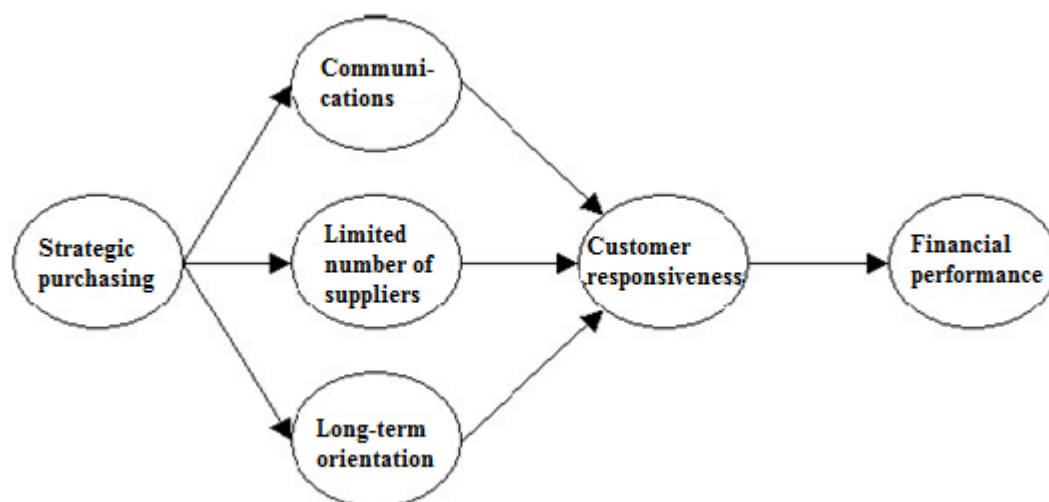 Communi-
cations
Strategic
purchasing
Limited
number of
suppliers
Customer
responsiveness
Financial
performance
Long-term
orientation